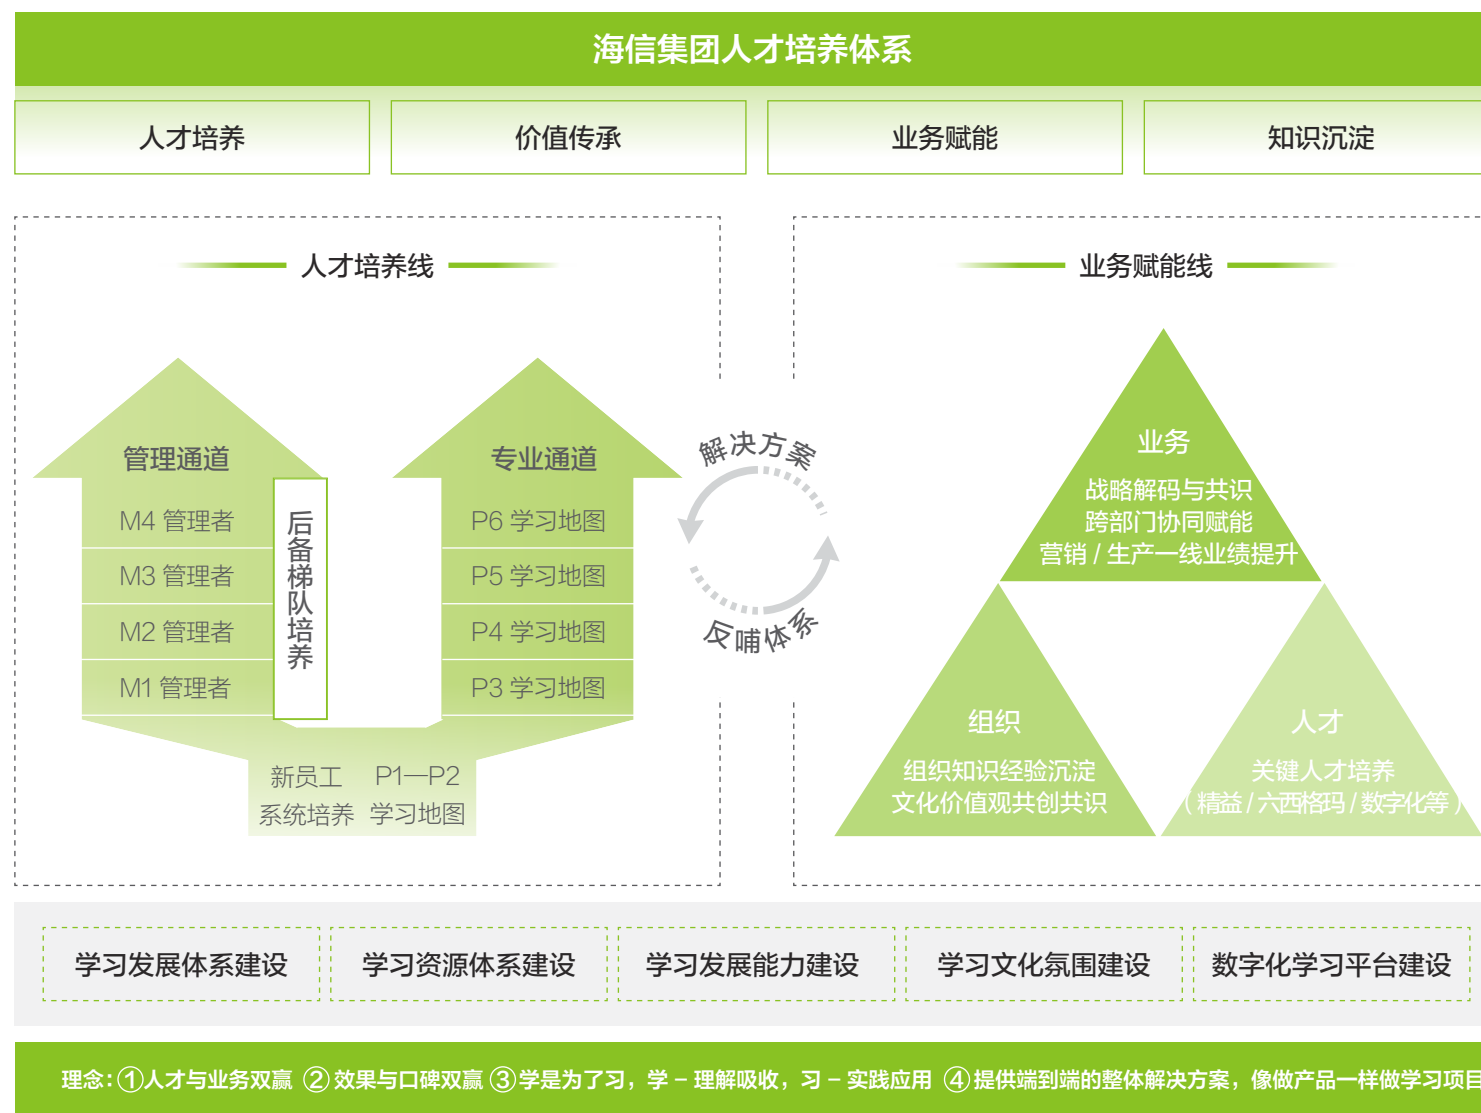 海信集团人才培养体系
人才培养
价值传承
业务赋能
知识沉淀
人才培养线
管理通道
M4 管理者
M3 管理者
M2 管理者
M1 管理者
后备梯队培养
专业通道
P6 学习地图
P5 学习地图
P4 学习地图
P3 学习地图
新员工
系统培养
P1—P2
学习地图
解决方案
反哺体系
业务赋能线
业务
战略解码与共识
跨部门协同赋能
营销 / 生产一线业绩提升
组织
组织知识经验沉淀
文化价值观共创共识
人才
关键人才培养
（精益 / 六西格玛 / 数字化等）
学习发展体系建设
学习资源体系建设
学习发展能力建设
学习文化氛围建设
数字化学习平台建设
理念：①人才与业务双赢 ②效果与口碑双赢 ③学是为了习，学 – 理解吸收，习 – 实践应用 ④提供端到端的整体解决方案，像做产品一样做学习项目